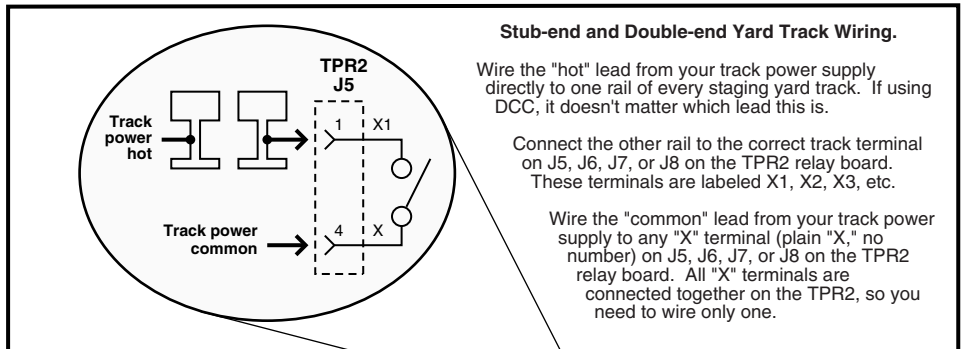 Stub-end and Double-end Yard Track Wiring.
Wire the "hot" lead from your track power supply
directly to one rail of every staging yard track. If using
DCC, it doesn't matter which lead this is.
Connect the other rail to the correct track terminal
on J5, J6, J7, or J8 on the TPR2 relay board.
These terminals are labeled X1, X2, X3, etc.
Wire the "common" lead from your track power
supply to any "X" terminal (plain "X," no
number) on J5, J6, J7, or J8 on the TPR2
relay board. All "X" terminals are
connected together on the TPR2, so you
need to wire only one.
TPR2
J5
Track
power
hot
1 X1
Track power
common
4 X